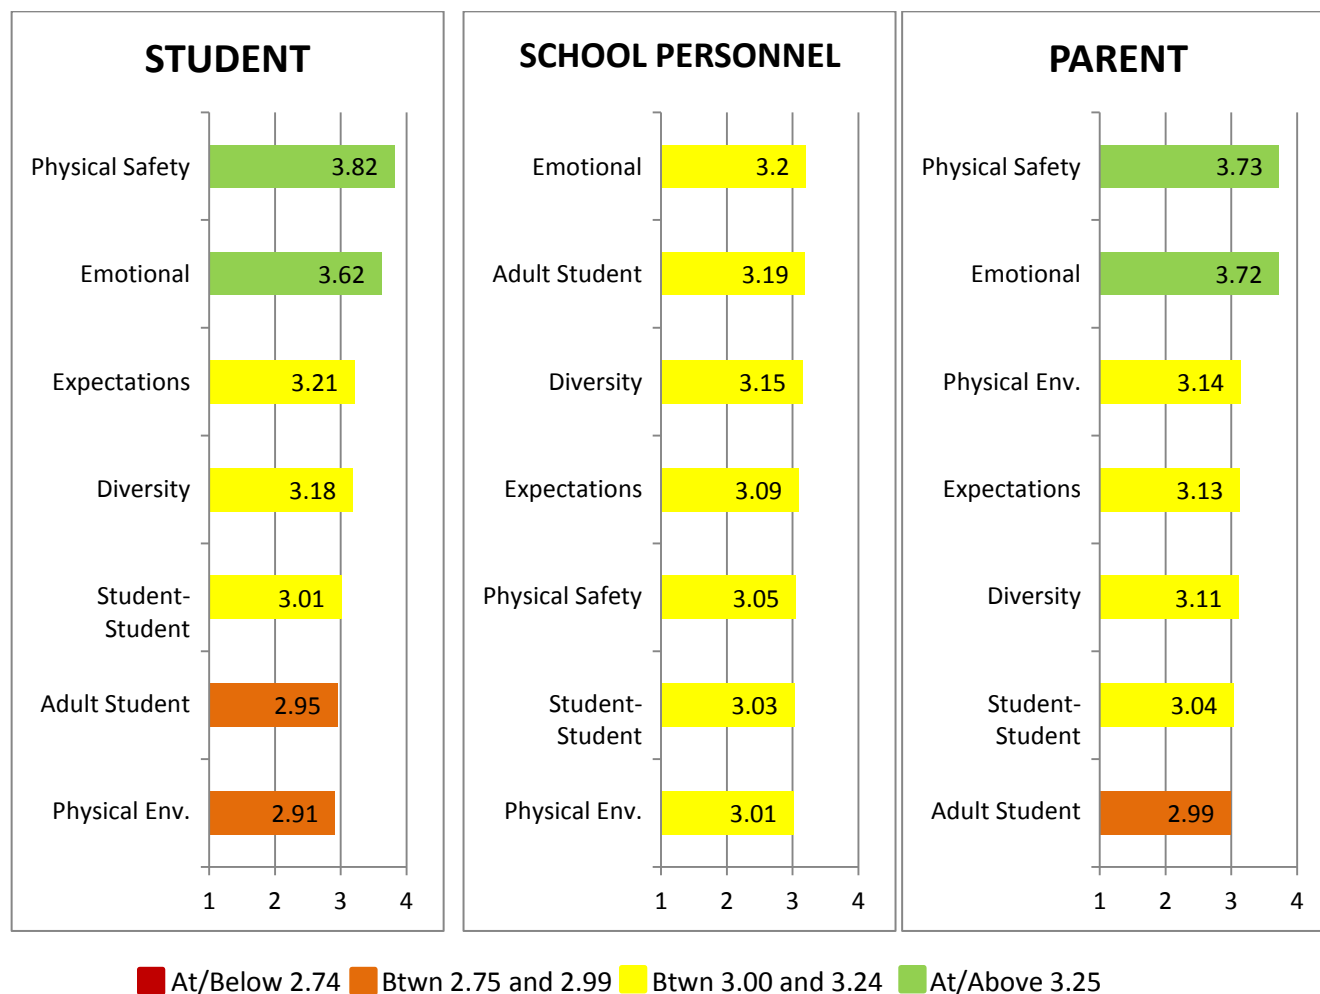 STUDENT
Physical Safety 3.82
Emotional 3.62
Expectations 3.21
Diversity 3.18
Student-
Student 3.01
Adult Student 2.95
Physical Env. 2.91
1 2 3 4
SCHOOL PERSONNEL
Emotional 3.2
Adult Student 3.19
Diversity 3.15
Expectations 3.09
Physical Safety 3.05
Student-
Student 3.03
Physical Env. 3.01
1 2 3 4
PARENT
Physical Safety 3.73
Emotional 3.72
Physical Env. 3.14
Expectations 3.13
Diversity 3.11
Student-
Student 3.04
Adult Student 2.99
1 2 3 4
At/Below 2.74 Btwn 2.75 and 2.99 Btwn 3.00 and 3.24 At/Above 3.25